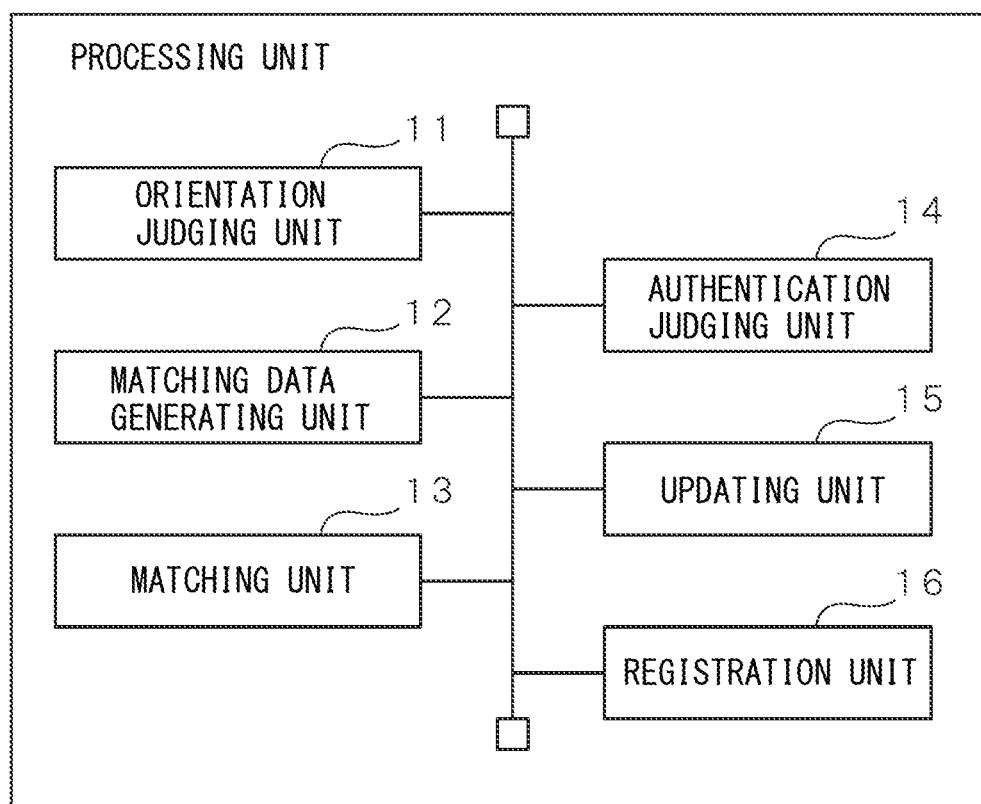 PROCESSING UNIT
11
ORIENTATION
JUDGING UNIT
12
MATCHING DATA
GENERATING UNIT
13
MATCHING UNIT
14
AUTHENTICATION
JUDGING UNIT
15
UPDATING UNIT
16
REGISTRATION UNIT